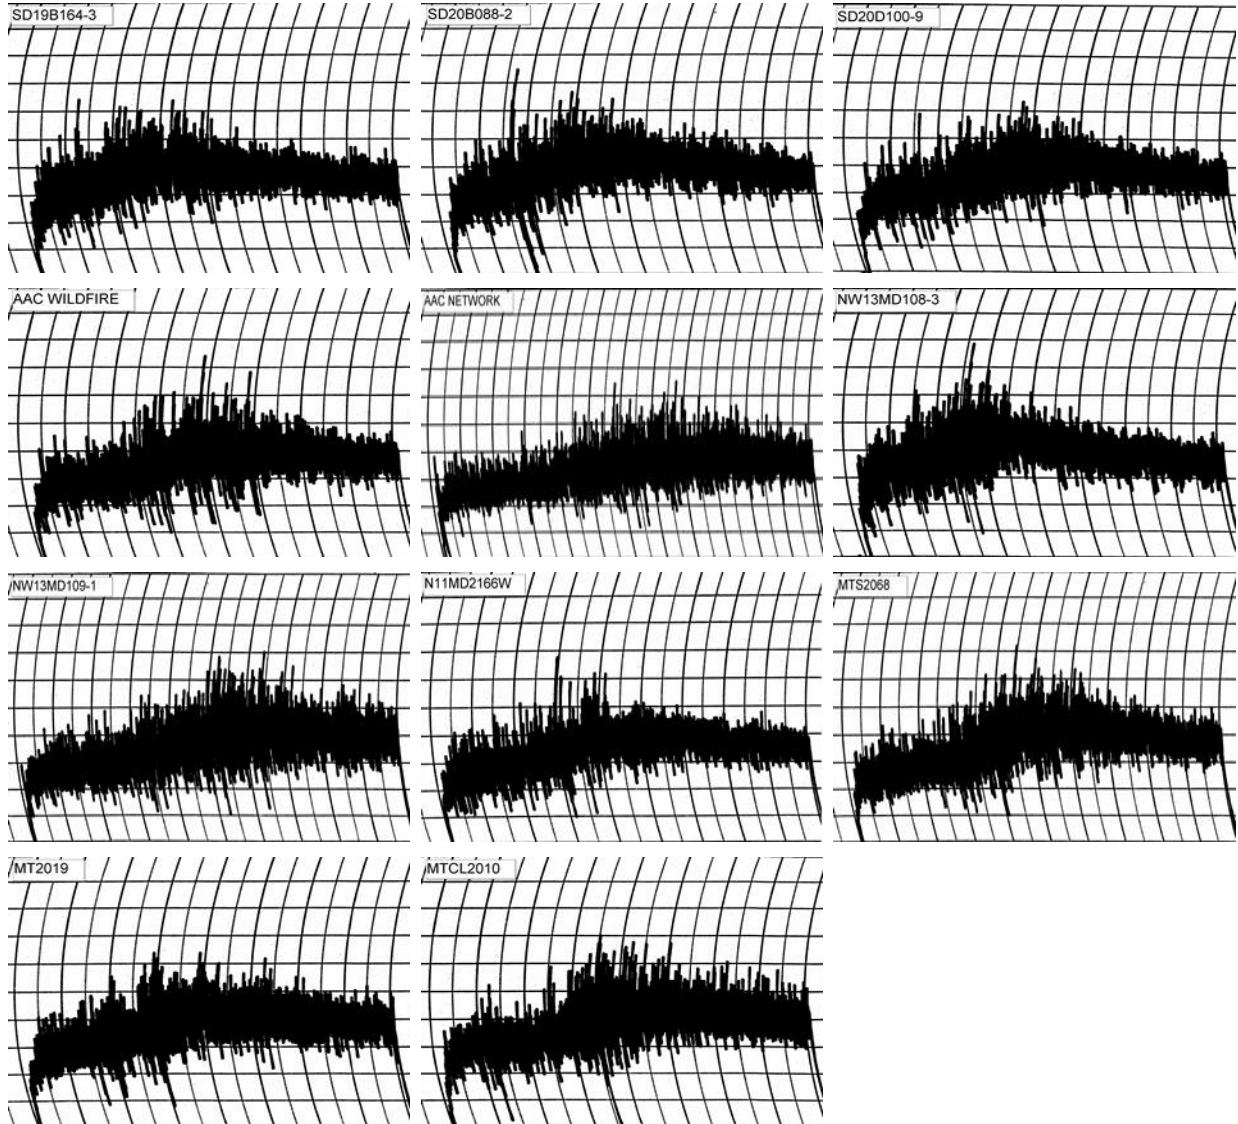 SD19B164-3
SD20B088-2
SD20D100-9
AAC WILDFIRE
AAC NETWORK
NW13MD108-3
NW13MD109-1
N11MD2166W
MTS2068
MT2019
MTCL2010